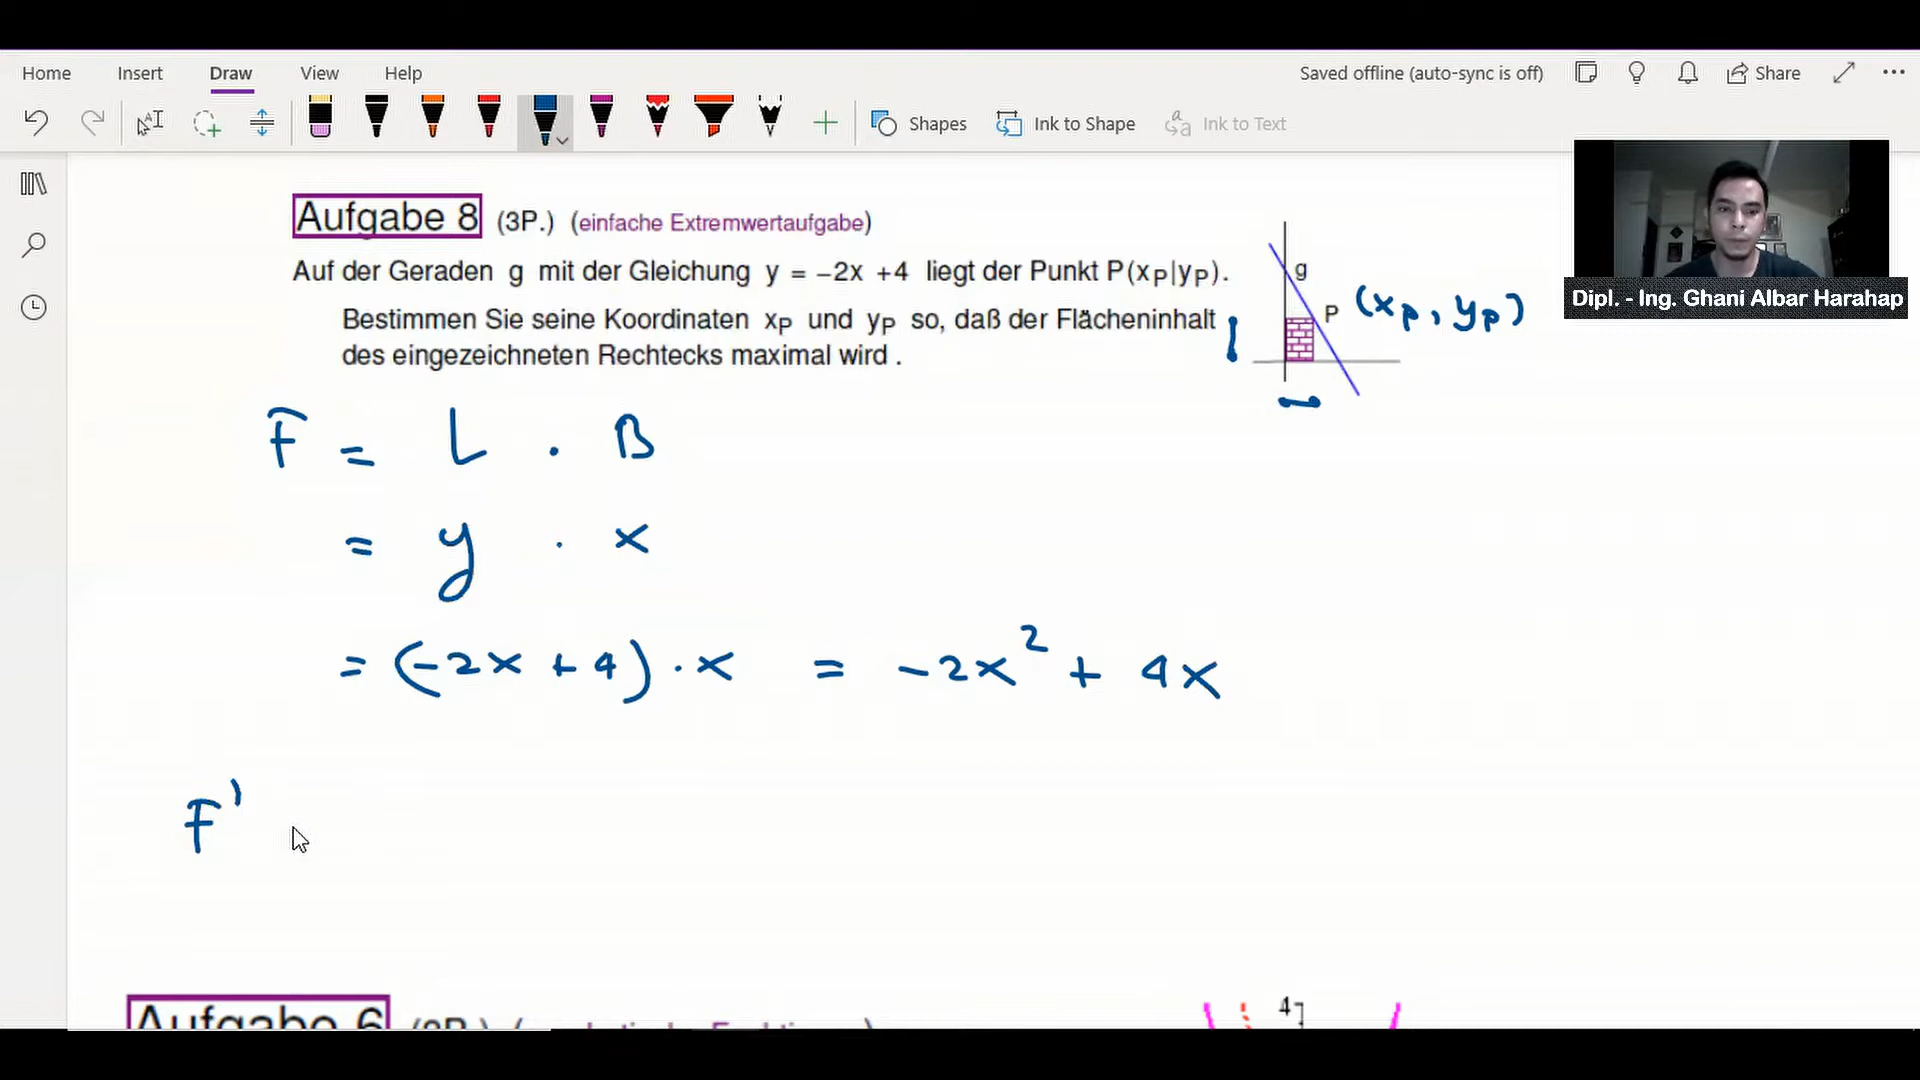 Home Insert Draw View Help Saved offline (auto-sync is off) Share
Shapes Ink to Shape Ink to Text
Aufgabe 8 (3P.) (einfache Extremwertaufgabe)
Auf der Geraden g mit der Gleichung y = −2x +4 liegt der Punkt P(xP|yP).
Bestimmen Sie seine Koordinaten xP und yP so, daß der Flächeninhalt
des eingezeichneten Rechtecks maximal wird .
g
P (xP, yP)
Dipl. - Ing. Ghani Albar Harahap
F = L · B
= y · x
= (-2x + 4) · x = -2x² + 4x
F'
Aufgabe 6
4